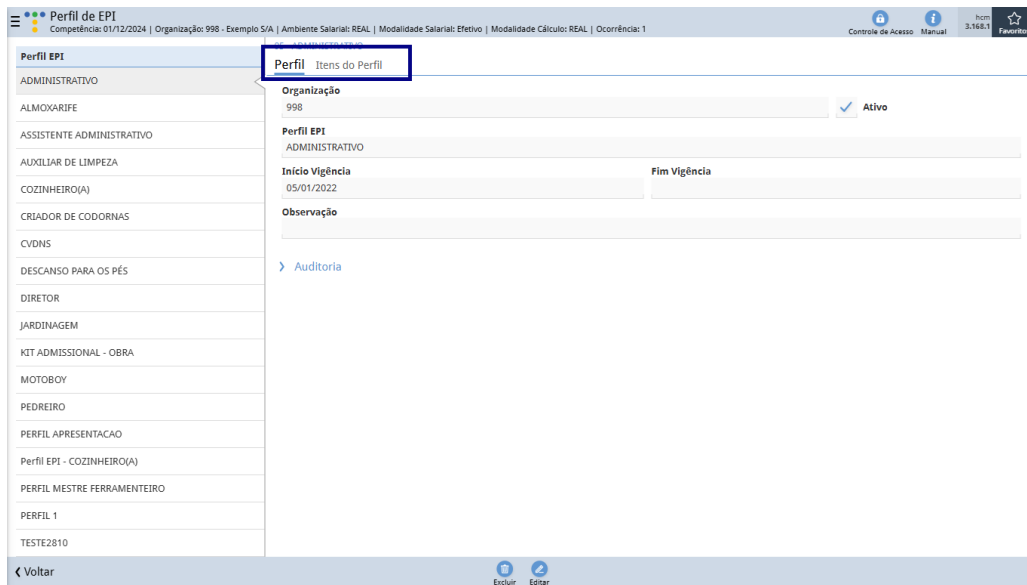 Perfil de EPI
Competência: 01/12/2024 | Organização: 998 - Exemplo S/A | Ambiente Salarial: REAL | Modalidade Salarial: Efetivo | Modalidade Cálculo: REAL | Ocorrência: 1
Controle de Acesso
Manual
hcm
3.168.1
Favorito
Perfil EPI
ADMINISTRATIVO
ALMOXARIFE
ASSISTENTE ADMINISTRATIVO
AUXILIAR DE LIMPEZA
COZINHEIRO(A)
CRIADOR DE CODORNAS
CVDNS
DESCANSO PARA OS PÉS
DIRETOR
JARDINAGEM
KIT ADMISSIONAL - OBRA
MOTOBOY
PEDREIRO
PERFIL APRESENTACAO
Perfil EPI - COZINHEIRO(A)
PERFIL MESTRE FERRAMENTEIRO
PERFIL 1
TESTE2810
ADMINISTRATIVO
Perfil Itens do Perfil
Organização
998
Ativo
Perfil EPI
ADMINISTRATIVO
Início Vigência Fim Vigência
05/01/2022
Observação
Auditoria
Voltar
Excluir Editar